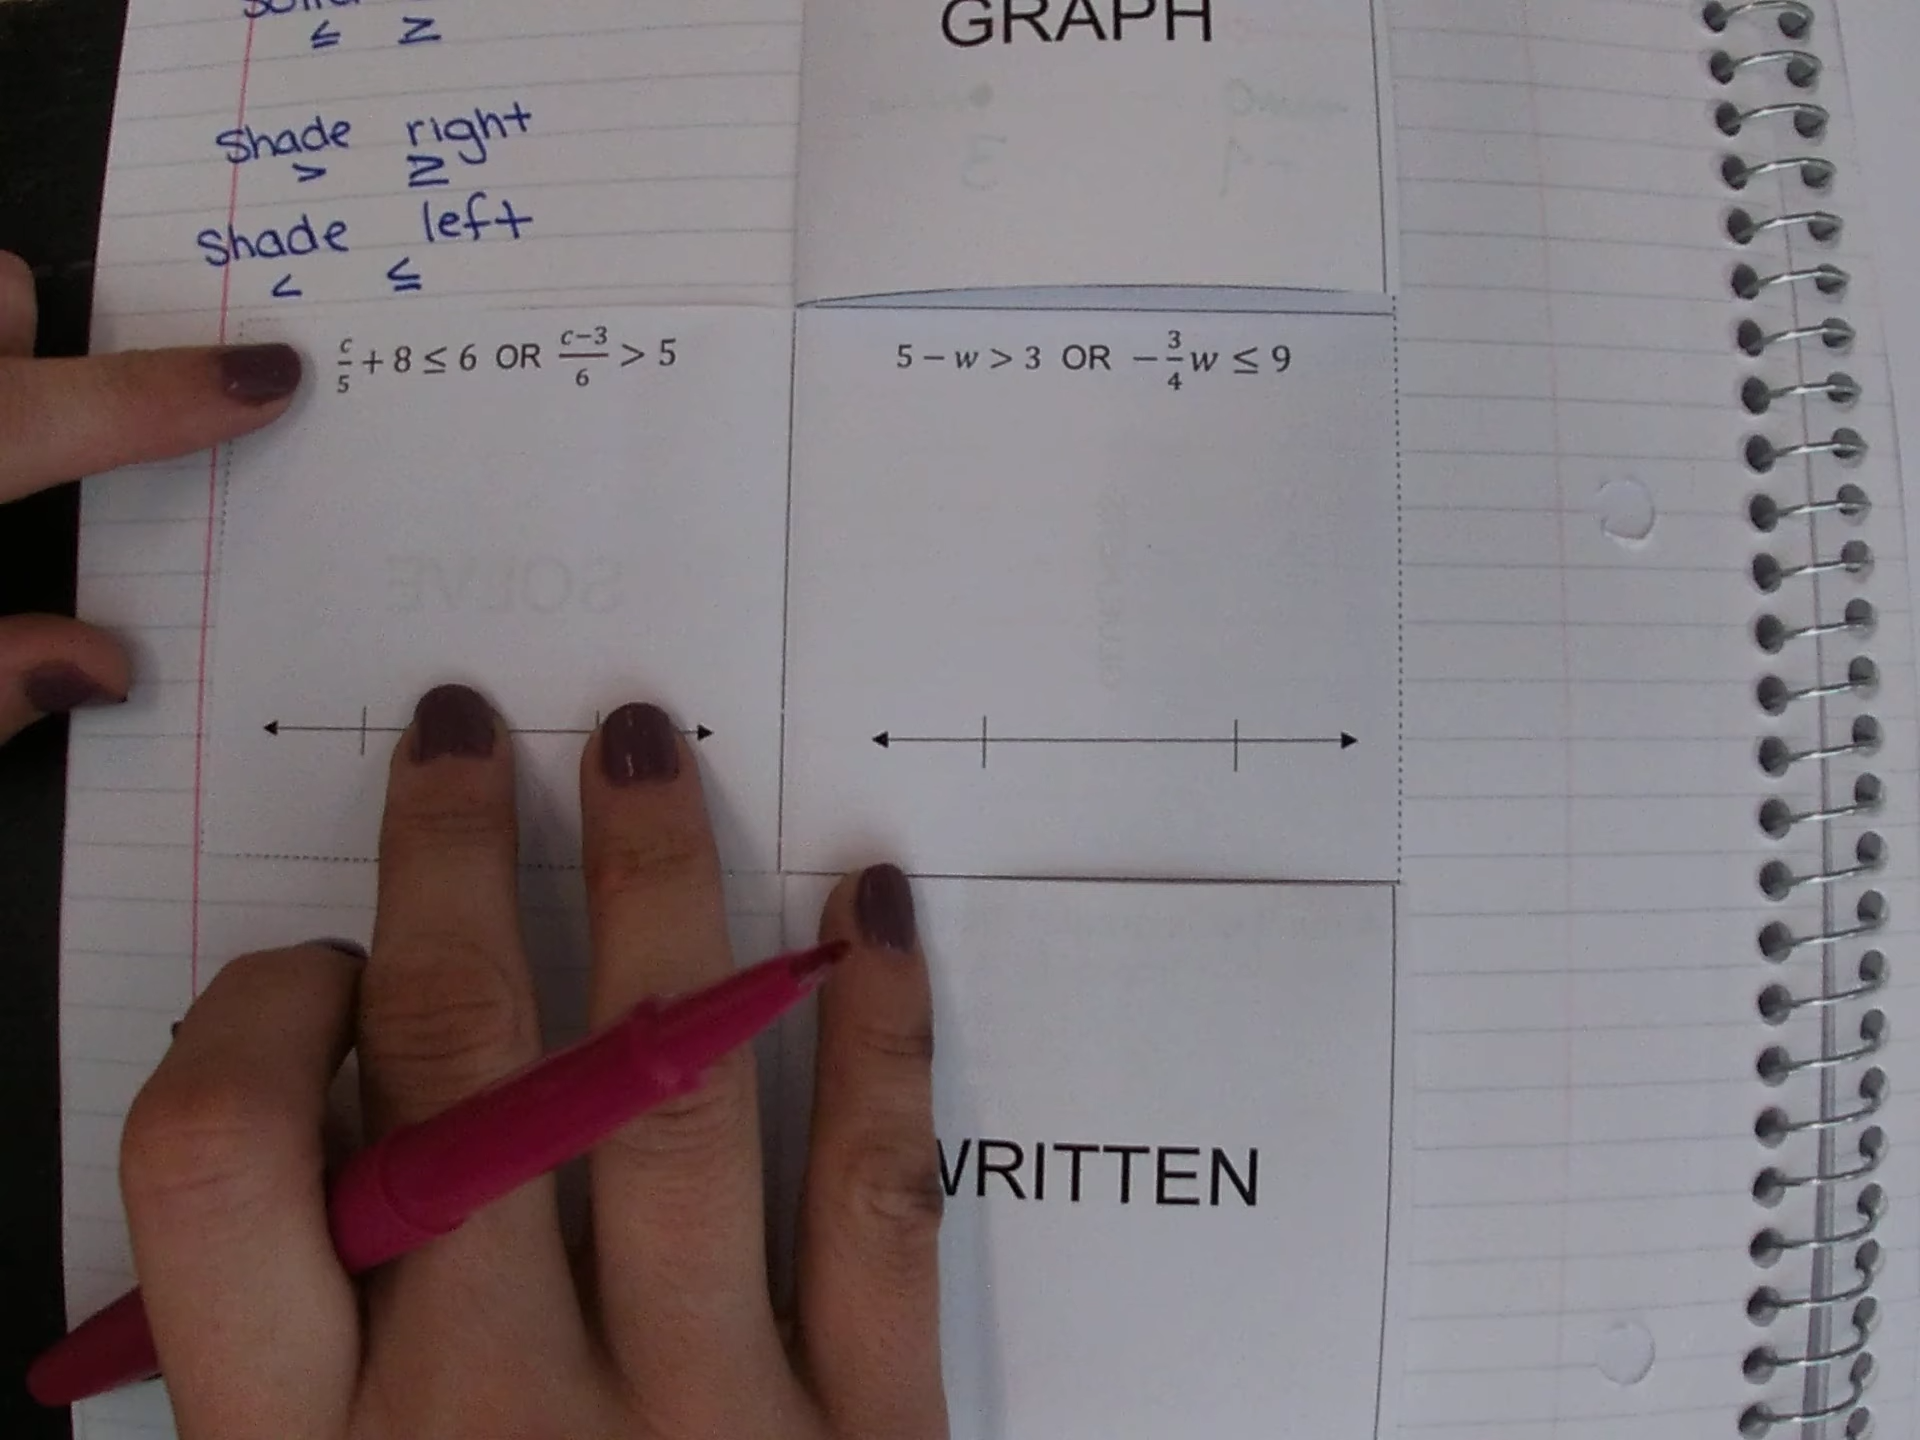 GRAPH
≤ ≥
Shade right
> ≥
Shade left
< ≤
c/5 + 8 ≤ 6 OR (c−3)/6 > 5
5 − w > 3 OR −3/4 w ≤ 9
SOLVE
WRITTEN